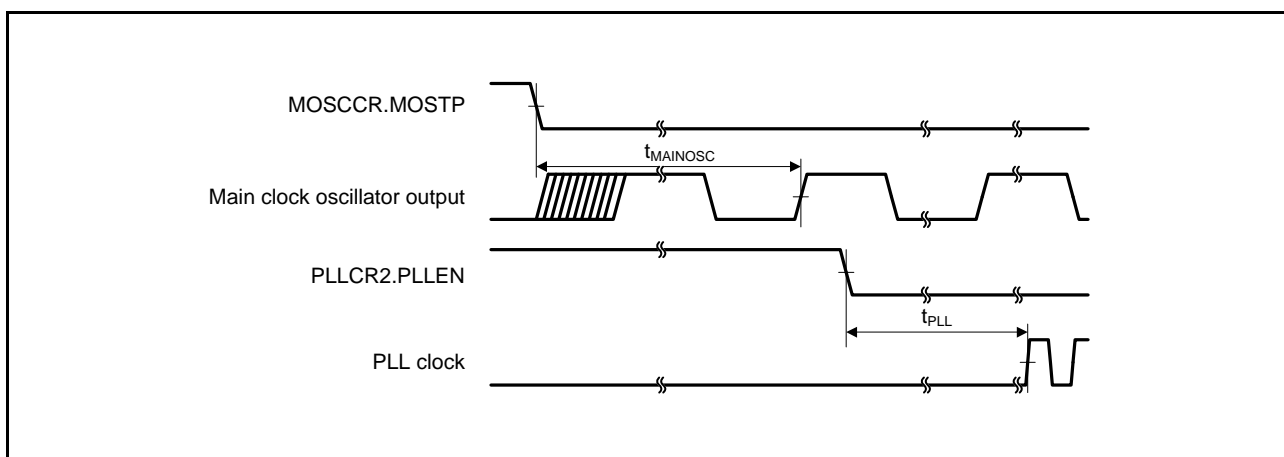 MOSCCR.MOSTP
tMAINOSC
Main clock oscillator output
PLLCR2.PLLEN
tPLL
PLL clock